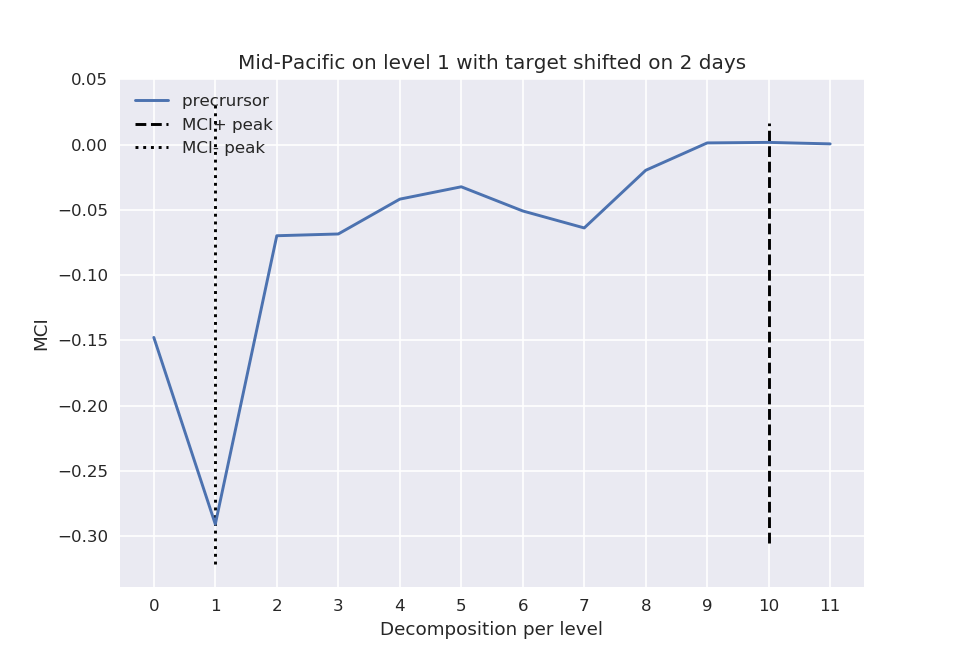 Mid-Pacific on level 1 with target shifted on 2 days
0.05
0.00
−0.05
−0.10
−0.15
−0.20
−0.25
−0.30
MCI
precrursor
MCI+ peak
MCI- peak
0 1 2 3 4 5 6 7 8 9 10 11
Decomposition per level